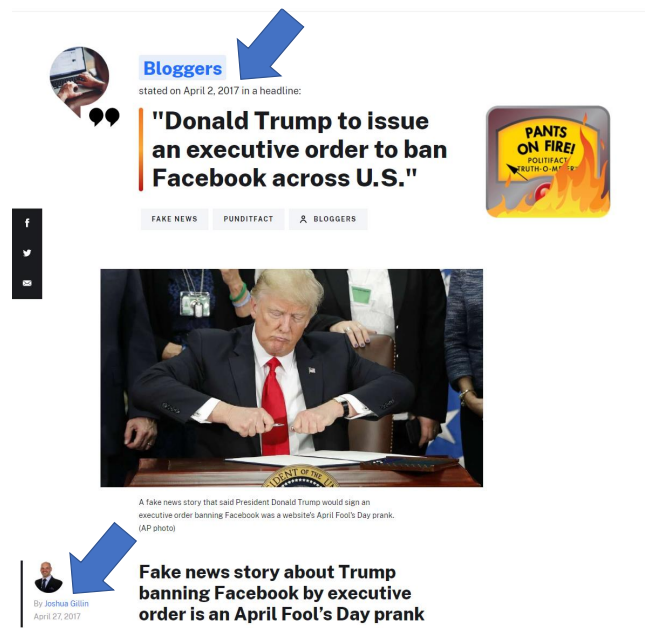 Bloggers
stated on April 2, 2017 in a headline:
"Donald Trump to issue
an executive order to ban
Facebook across U.S."
PANTS
ON FIRE!
POLITIFACT
TRUTH-O-METER
FAKE NEWS
PUNDITFACT
BLOGGERS
A fake news story that said President Donald Trump would sign an
executive order banning Facebook was a website's April Fool's Day prank.
(AP photo)
By Joshua Gillin
April 27, 2017
Fake news story about Trump
banning Facebook by executive
order is an April Fool's Day prank